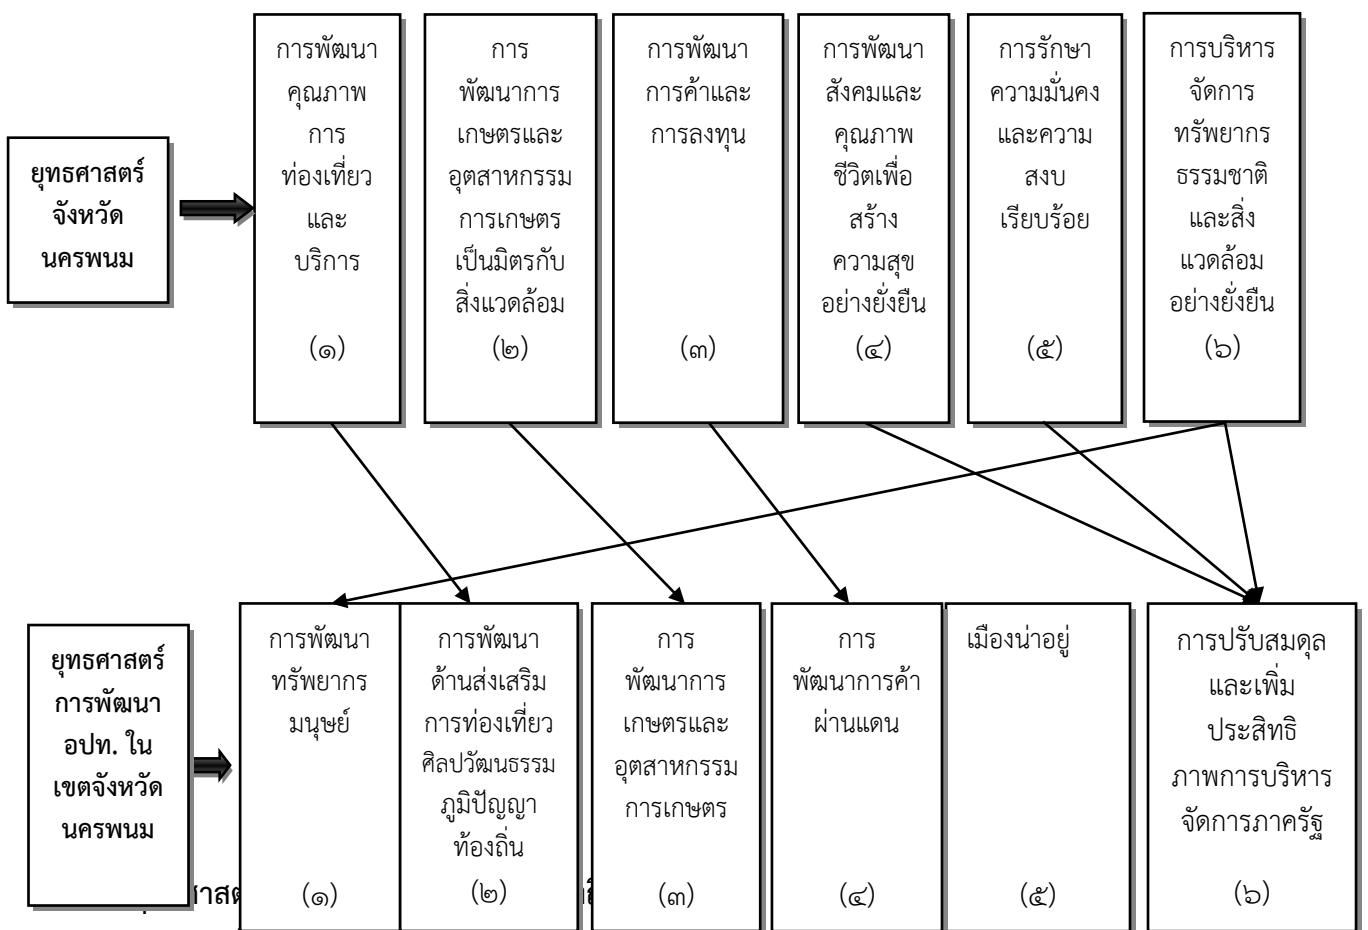 ยุทธศาสตร์
จังหวัด
นครพนม
การพัฒนา
คุณภาพ
การ
ท่องเที่ยว
และ
บริการ
(๑)
การ
พัฒนาการ
เกษตรและ
อุตสาหกรรม
การเกษตร
เป็นมิตรกับ
สิ่งแวดล้อม
(๒)
การพัฒนา
การค้าและ
การลงทุน
(๓)
การพัฒนา
สังคมและ
คุณภาพ
ชีวิตเพื่อ
สร้าง
ความสุข
อย่างยั่งยืน
(๔)
การรักษา
ความมั่นคง
และความ
สงบ
เรียบร้อย
(๕)
การบริหาร
จัดการ
ทรัพยากร
ธรรมชาติ
และสิ่ง
แวดล้อม
อย่างยั่งยืน
(๖)
ยุทธศาสตร์
การพัฒนา
อปท. ใน
เขตจังหวัด
นครพนม
การพัฒนา
ทรัพยากร
มนุษย์
(๑)
การพัฒนา
ด้านส่งเสริม
การท่องเที่ยว
ศิลปวัฒนธรรม
ภูมิปัญญา
ท้องถิ่น
(๒)
การ
พัฒนาการ
เกษตรและ
อุตสาหกรรม
การเกษตร
(๓)
การ
พัฒนาการค้า
ผ่านแดน
(๔)
เมืองน่าอยู่
(๕)
การปรับสมดุล
และเพิ่ม
ประสิทธิ
ภาพการบริหาร
จัดการภาครัฐ
(๖)